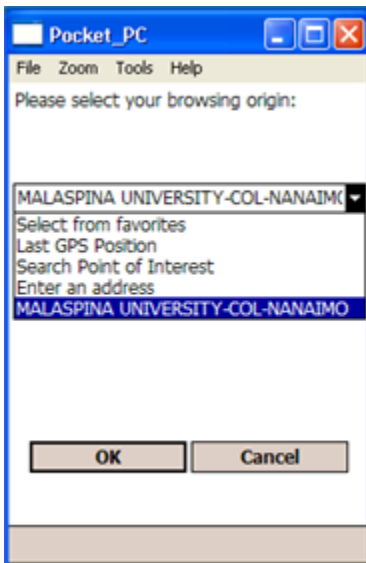 Pocket_PC
File Zoom Tools Help
Please select your browsing origin:
MALASPINA UNIVERSITY-COL-NANAIM(
Select from favorites
Last GPS Position
Search Point of Interest
Enter an address
MALASPINA UNIVERSITY-COL-NANAIMO
OK Cancel